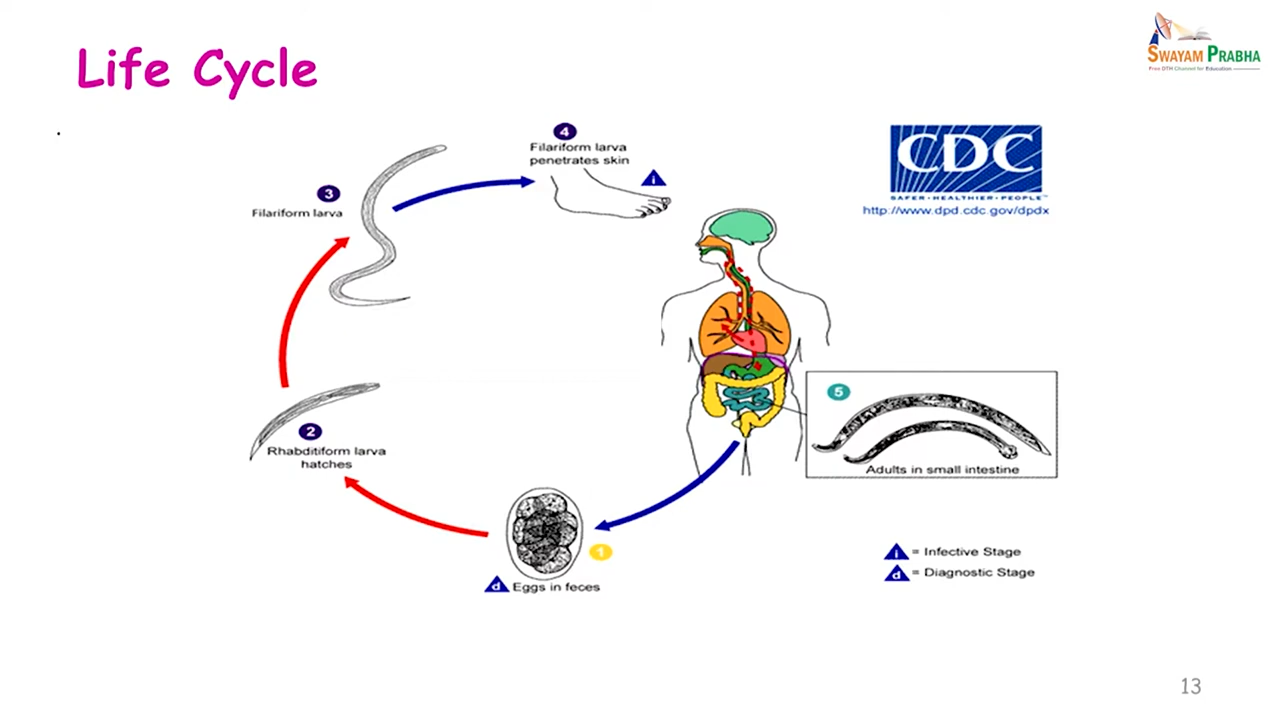 Life Cycle
SWAYAM PRABHA
Free DTH Channel for Education
4
Filariform larva
penetrates skin
i
CDC
SAFER • HEALTHIER • PEOPLE™
http://www.dpd.cdc.gov/dpdx
3
Filariform larva
5
Adults in small intestine
2
Rhabditiform larva
hatches
1
d Eggs in feces
i = Infective Stage
d = Diagnostic Stage
13